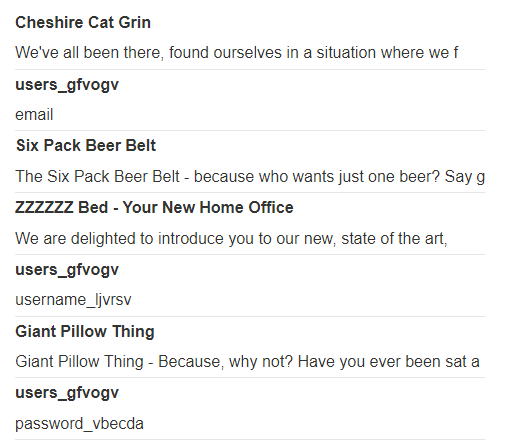 Cheshire Cat Grin
We've all been there, found ourselves in a situation where we f
users_gfvogv
email
Six Pack Beer Belt
The Six Pack Beer Belt - because who wants just one beer? Say g
ZZZZZZ Bed - Your New Home Office
We are delighted to introduce you to our new, state of the art,
users_gfvogv
username_ljvrsv
Giant Pillow Thing
Giant Pillow Thing - Because, why not? Have you ever been sat a
users_gfvogv
password_vbecda